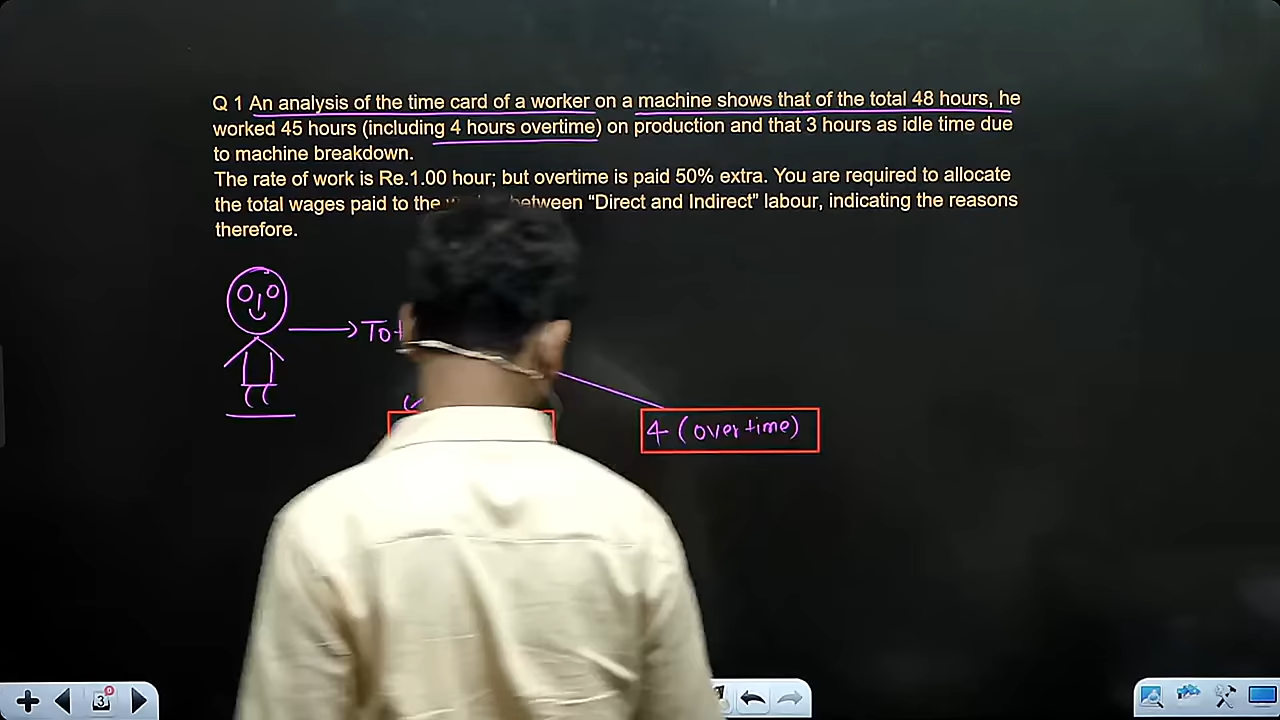 Q 1 An analysis of the time card of a worker on a machine shows that of the total 48 hours, he
worked 45 hours (including 4 hours overtime) on production and that 3 hours as idle time due
to machine breakdown.
The rate of work is Re.1.00 hour; but overtime is paid 50% extra. You are required to allocate
the total wages paid to the between “Direct and Indirect” labour, indicating the reasons
therefore.
4 (overtime)
3